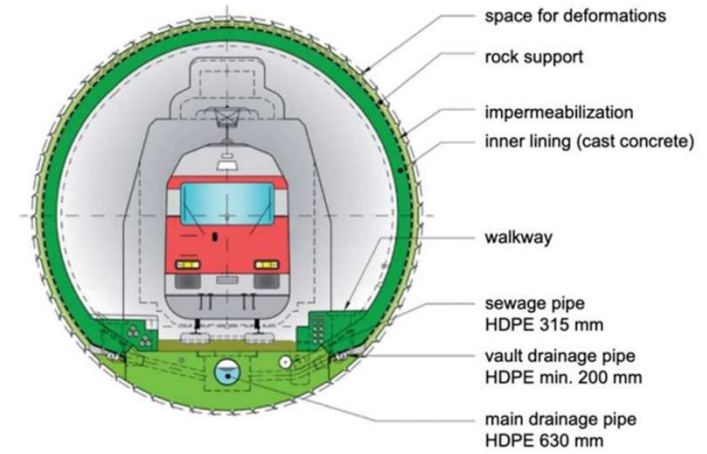 space for deformations
rock support
impermeabilization
inner lining (cast concrete)
walkway
sewage pipe
HDPE 315 mm
vault drainage pipe
HDPE min. 200 mm
main drainage pipe
HDPE 630 mm